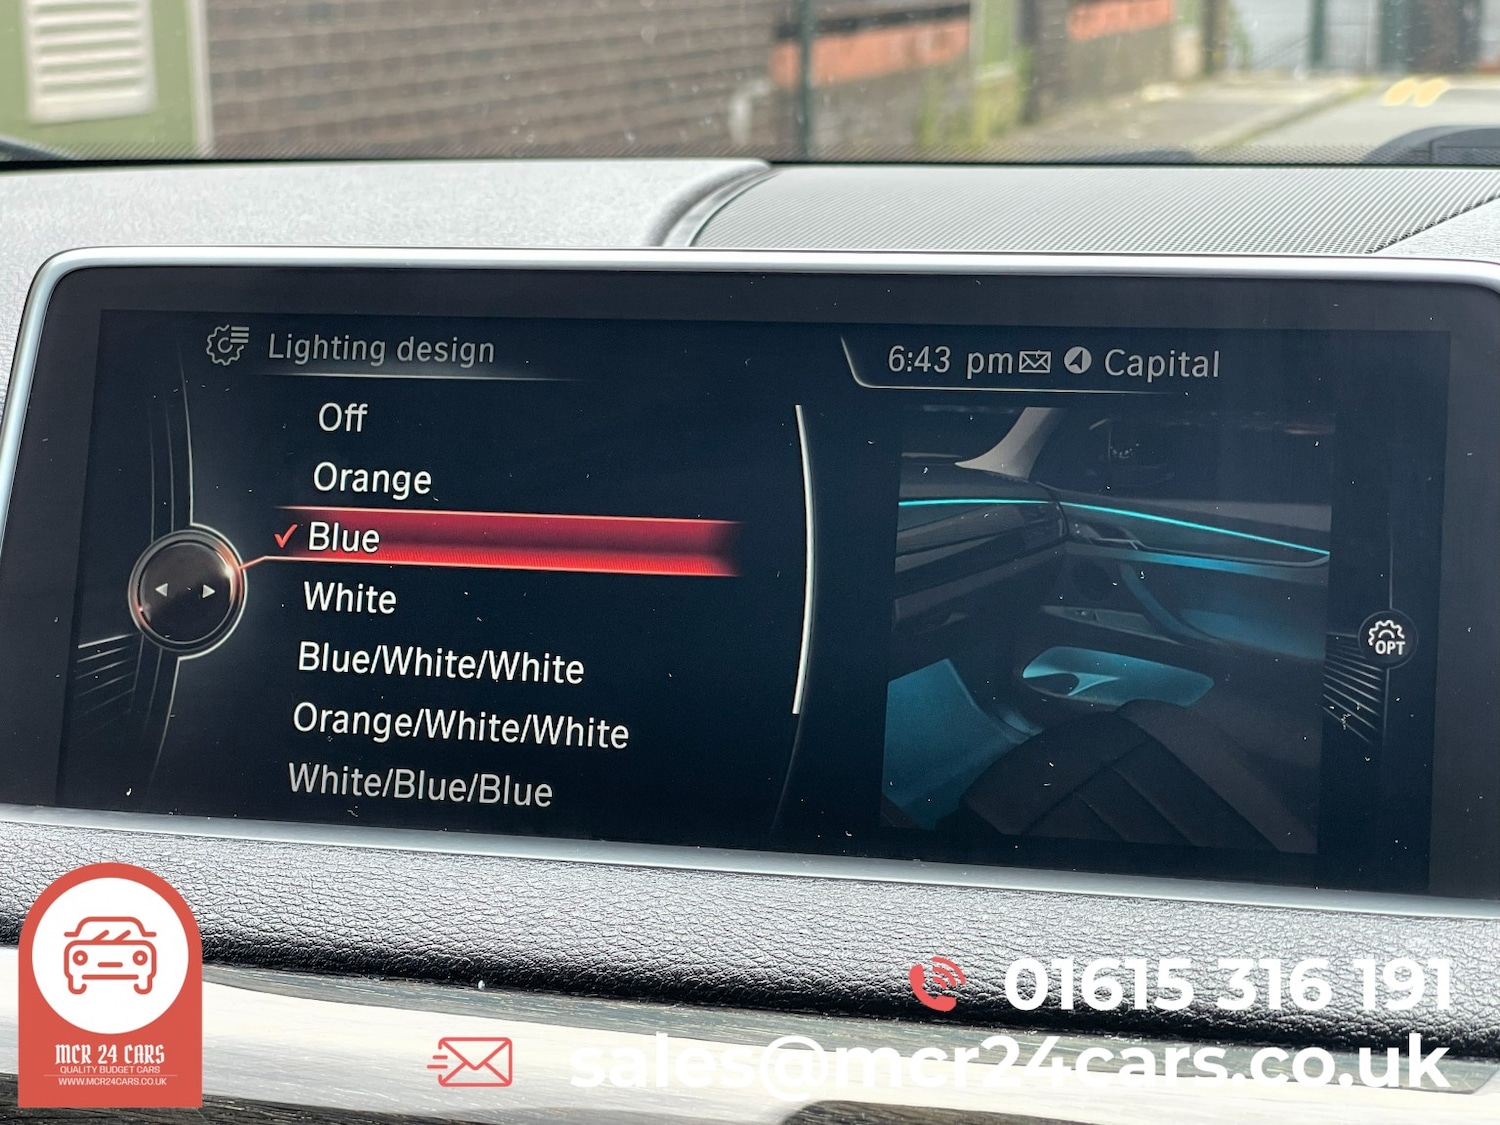 Lighting design
6:43 pm Capital
Off
Orange
✓ Blue
White
Blue/White/White
Orange/White/White
White/Blue/Blue
OPT
01615 316 191
sales@mcr24cars.co.uk
MCR 24 CARS
QUALITY BUDGET CARS
WWW.MCR24CARS.CO.UK